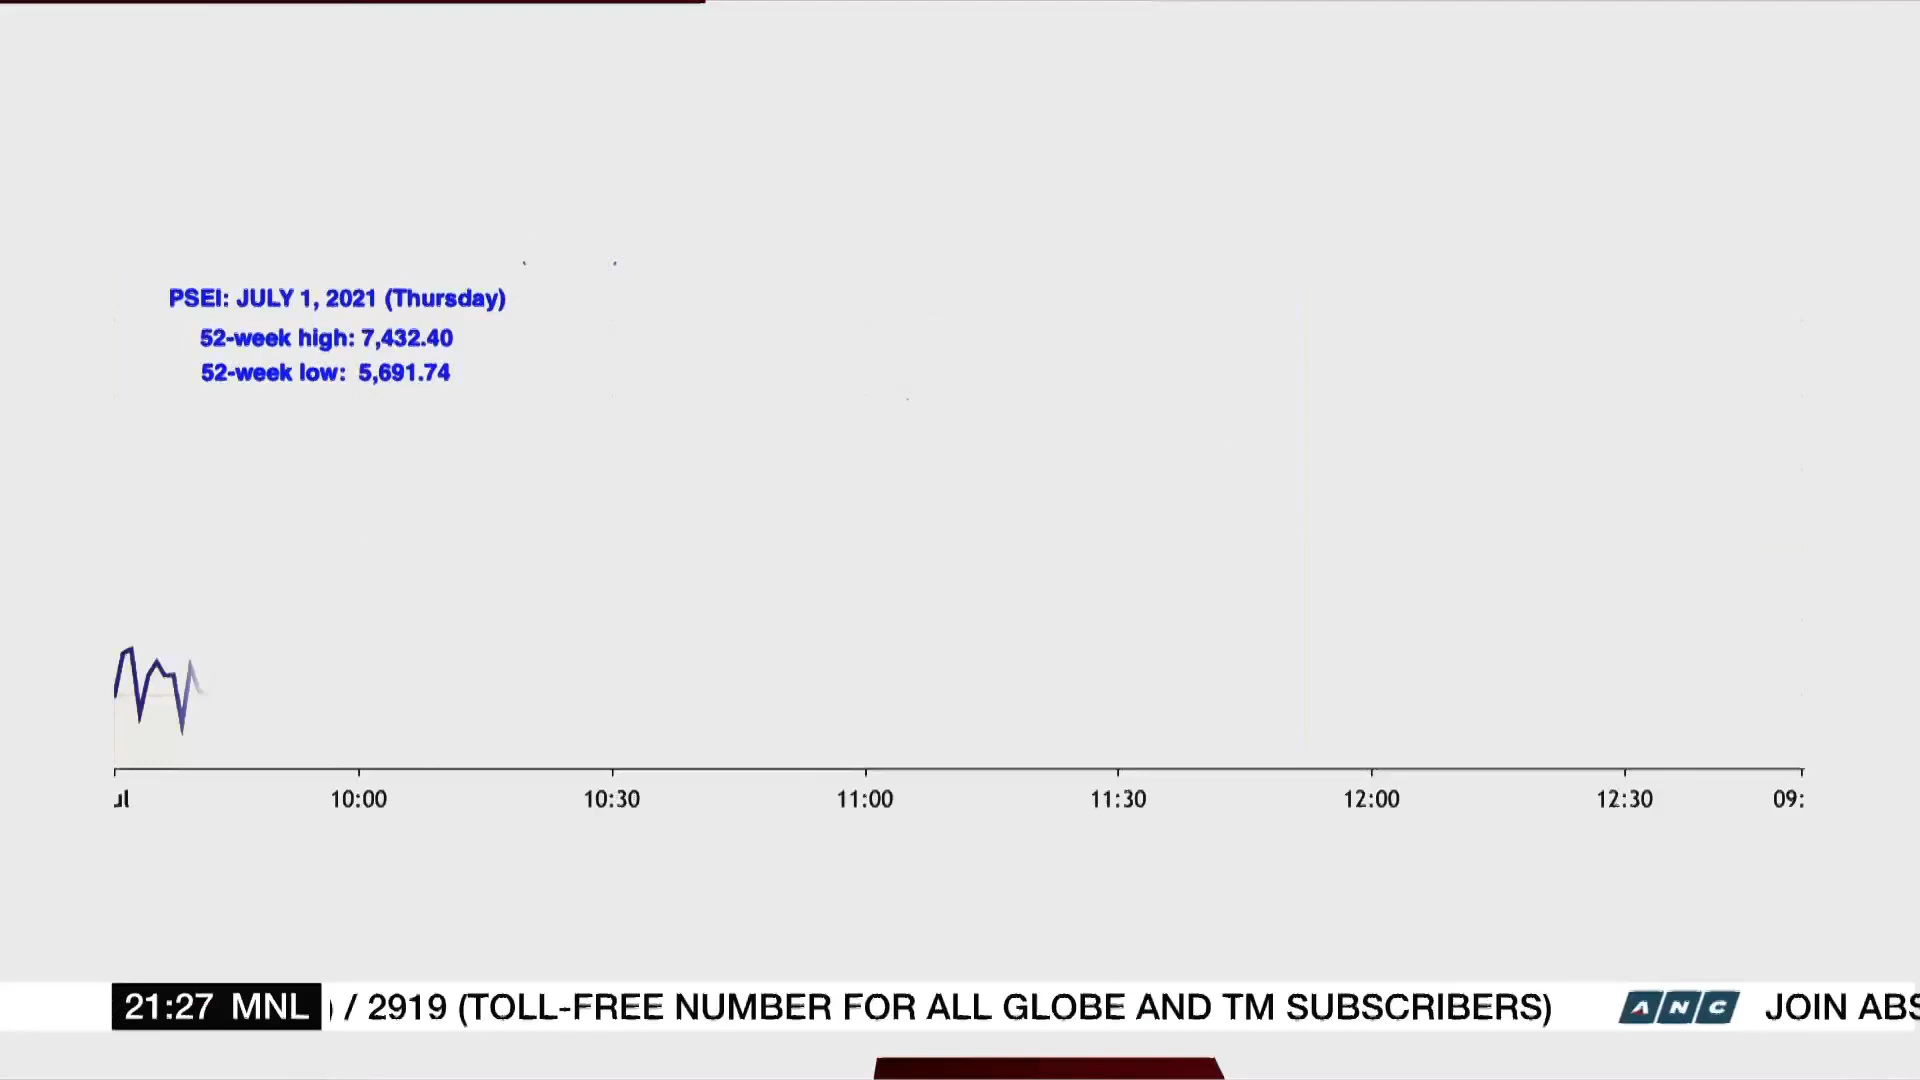 PSEI: JULY 1, 2021 (Thursday)
52-week high: 7,432.40
52-week low: 5,691.74
10:00 10:30 11:00 11:30 12:00 12:30 09:
21:27 MNL ) / 2919 (TOLL-FREE NUMBER FOR ALL GLOBE AND TM SUBSCRIBERS) ANC JOIN ABS